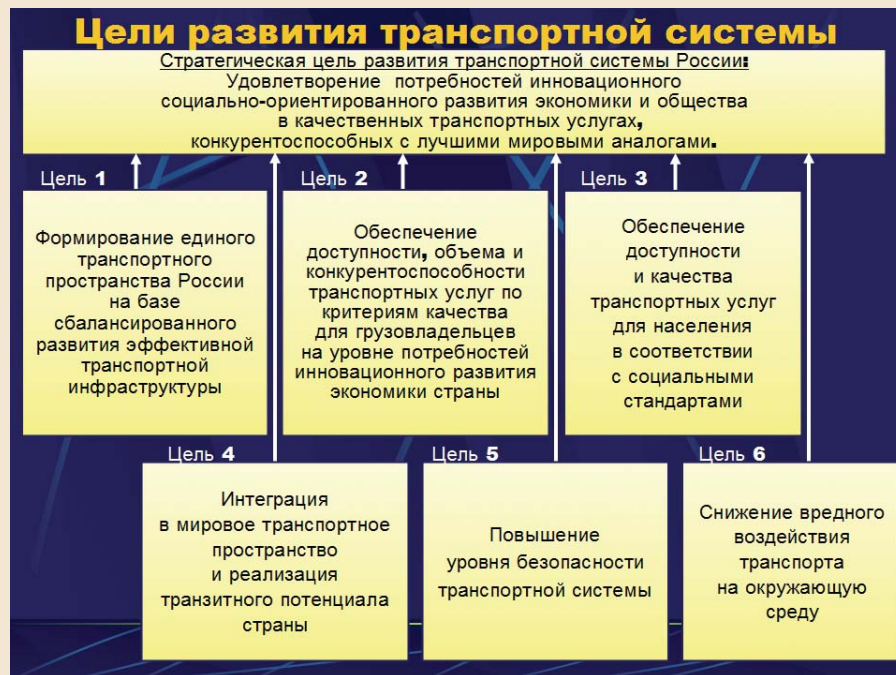 Цели развития транспортной системы
Стратегическая цель развития транспортной системы России:
Удовлетворение потребностей инновационного
социально-ориентированного развития экономики и общества
в качественных транспортных услугах,
конкурентоспособных с лучшими мировыми аналогами.
Цель 1
Формирование единого
транспортного
пространства России
на базе
сбалансированного
развития эффективной
транспортной
инфраструктуры
Цель 2
Обеспечение
доступности, объема и
конкурентоспособности
транспортных услуг по
критериям качества
для грузовладельцев
на уровне потребностей
инновационного развития
экономики страны
Цель 3
Обеспечение
доступности
и качества
транспортных услуг
для населения
в соответствии
с социальными
стандартами
Цель 4
Интеграция
в мировое транспортное
пространство
и реализация
транзитного потенциала
страны
Цель 5
Повышение
уровня безопасности
транспортной системы
Цель 6
Снижение вредного
воздействия
транспорта
на окружающую
среду